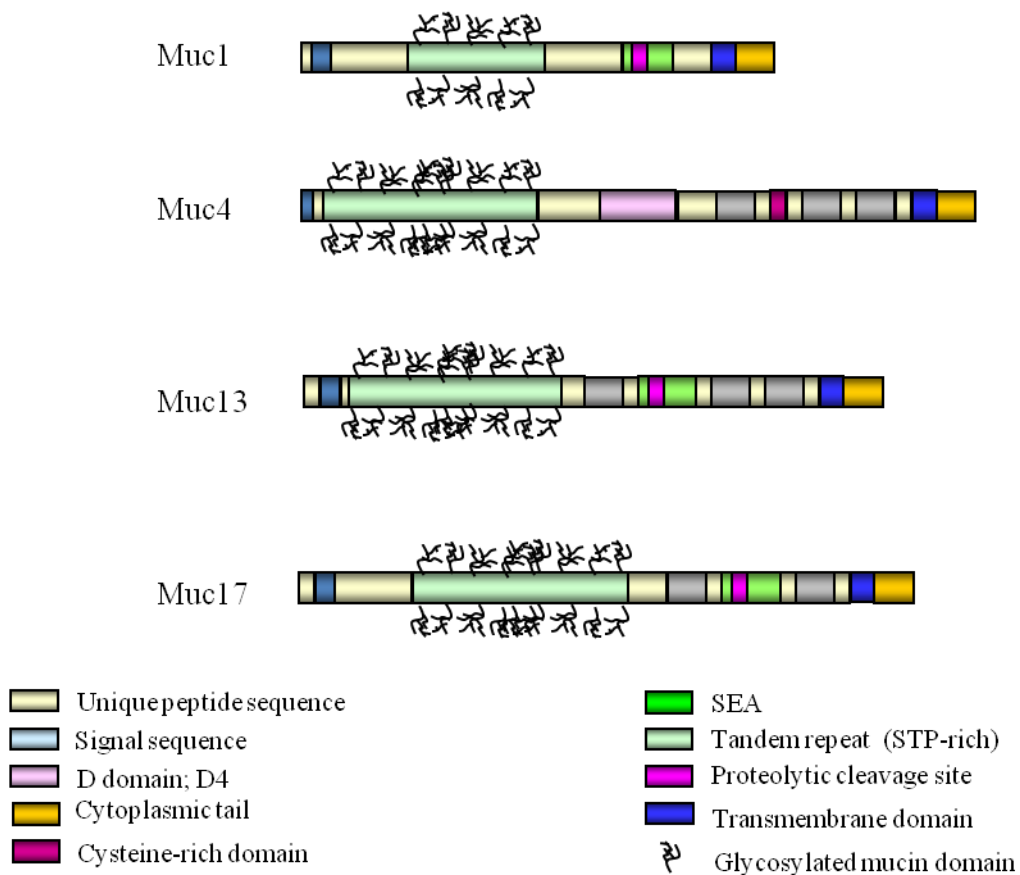 Muc1
Muc4
Muc13
Muc17
Unique peptide sequence
Signal sequence
D domain; D4
Cytoplasmic tail
Cysteine-rich domain
SEA
Tandem repeat (STP-rich)
Proteolytic cleavage site
Transmembrane domain
Glycosylated mucin domain